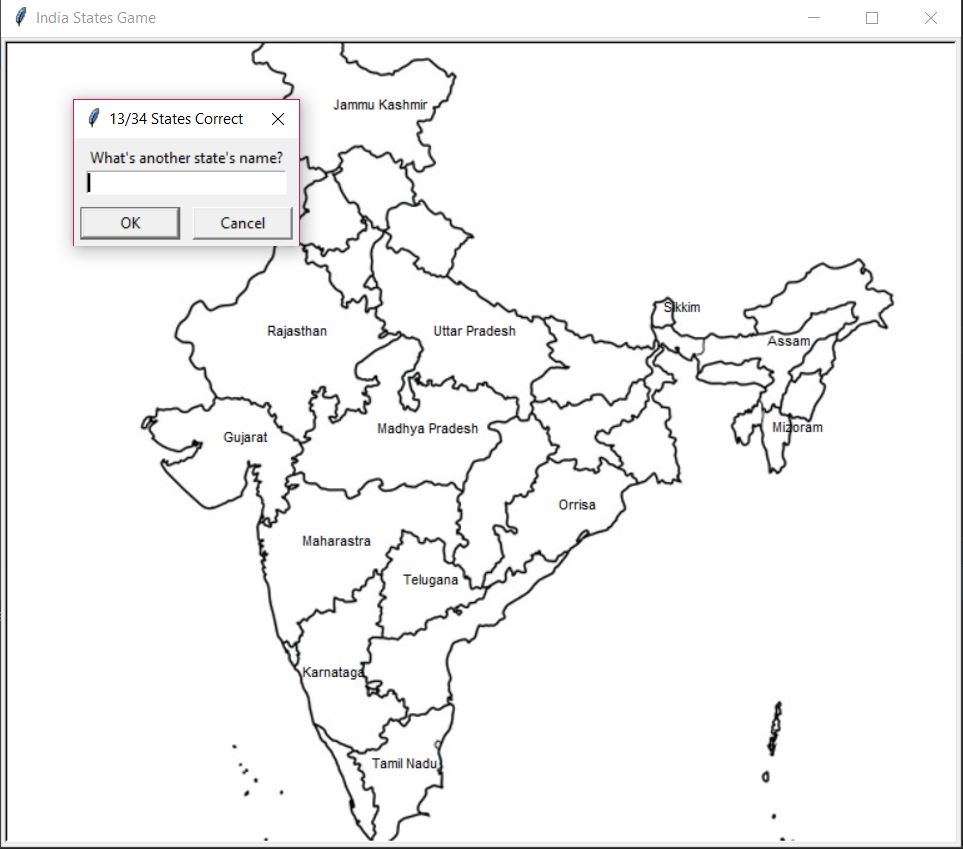 India States Game
Jammu Kashmir
13/34 States Correct
What's another state's name?
OK Cancel
Sikkim
Rajasthan Uttar Pradesh
Assam
Madhya Pradesh Mizoram
Gujarat
Orrisa
Maharastra
Telugana
Karnataga
Tamil Nadu